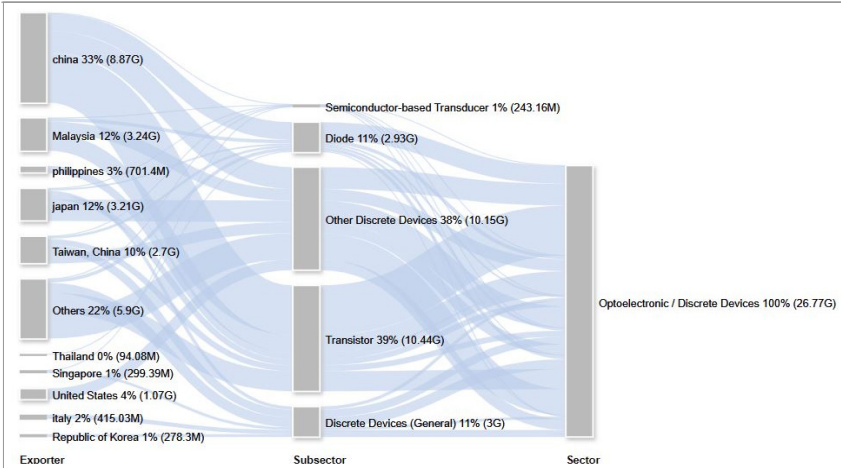 china 33% (8.87G)
Malaysia 12% (3.24G)
philippines 3% (701.4M)
japan 12% (3.21G)
Taiwan, China 10% (2.7G)
Others 22% (5.9G)
Thailand 0% (94.08M)
Singapore 1% (299.39M)
United States 4% (1.07G)
italy 2% (415.03M)
Republic of Korea 1% (278.3M)
Exporter
Semiconductor-based Transducer 1% (243.16M)
Diode 11% (2.93G)
Other Discrete Devices 38% (10.15G)
Transistor 39% (10.44G)
Discrete Devices (General) 11% (3G)
Subsector
Optoelectronic / Discrete Devices 100% (26.77G)
Sector